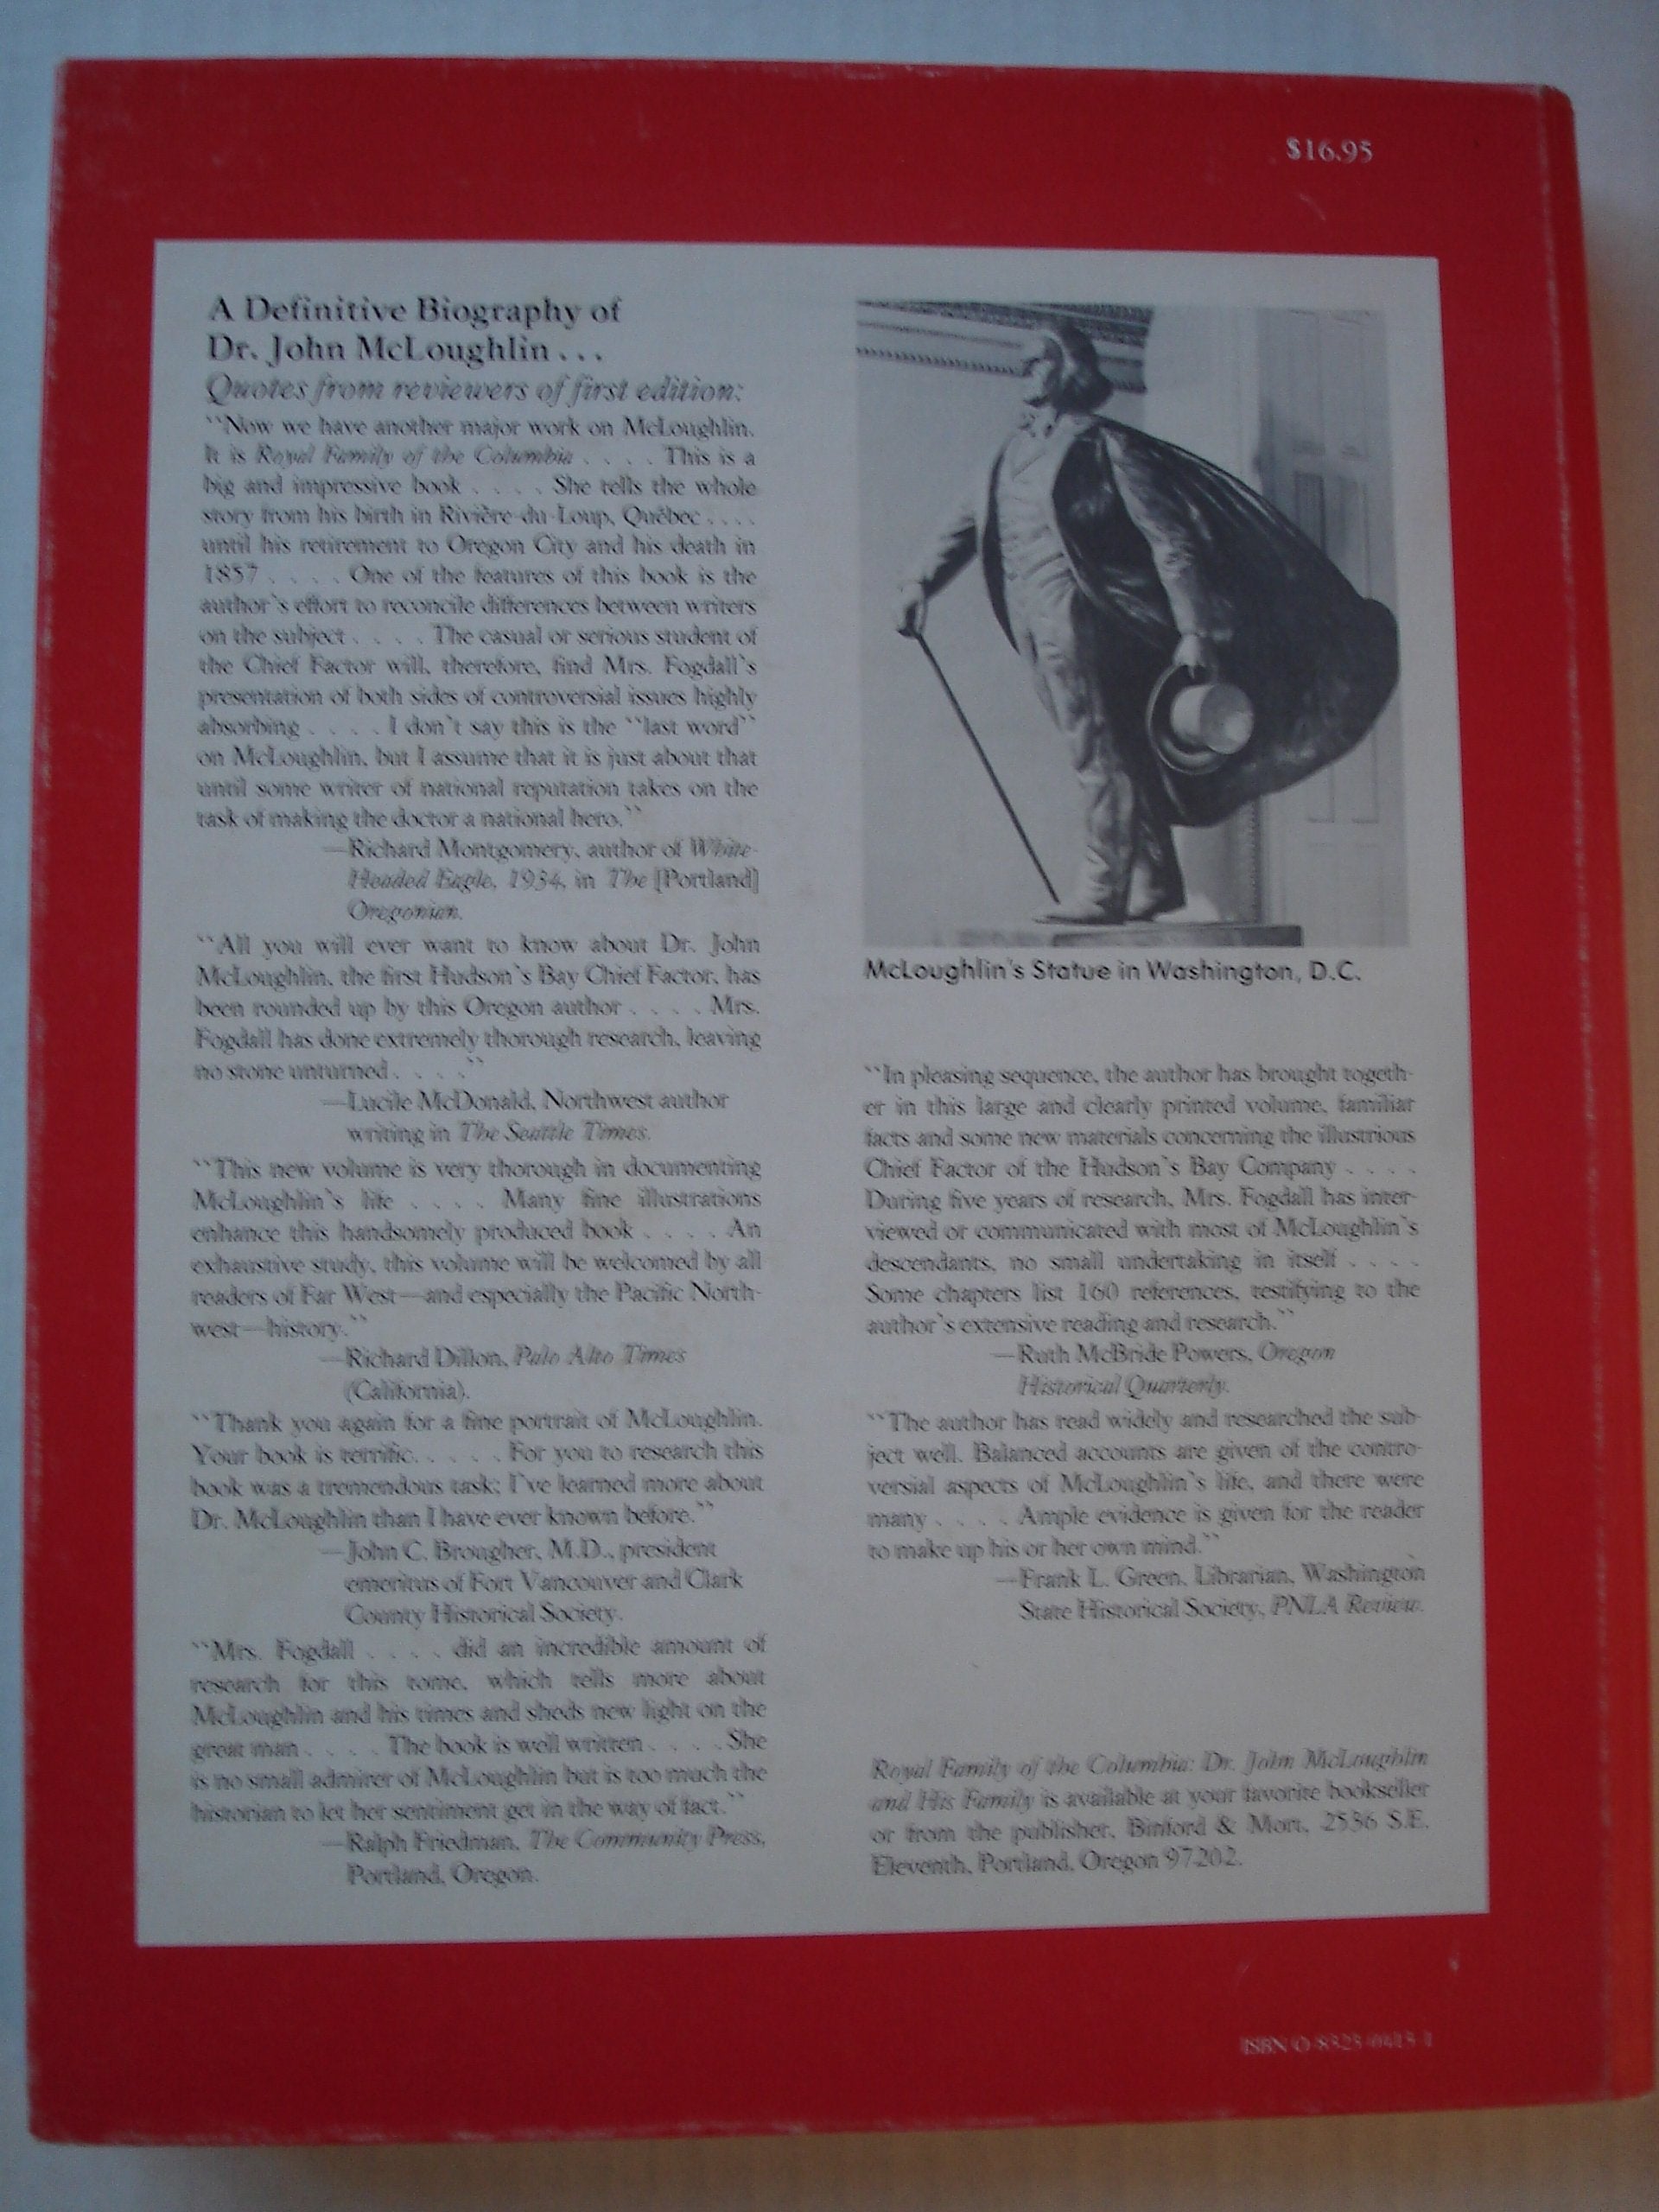 $16.95
A Definitive Biography of
Dr. John McLoughlin . . .
Quotes from reviewers of first edition:
``Now we have another major work on McLoughlin.
It is Royal Family of the Columbia . . . . This is a
big and impressive book . . . . She tells the whole
story from his birth in Rivière-du-Loup, Québec . . . .
until his retirement to Oregon City and his death in
1857 . . . . One of the features of this book is the
author's effort to reconcile differences between writers
on the subject . . . . The casual or serious student of
the Chief Factor will, therefore, find Mrs. Fogdall's
presentation of both sides of controversial issues highly
absorbing . . . . I don't say this is the ``last word''
on McLoughlin, but I assume that it is just about that
until some writer of national reputation takes on the
task of making the doctor a national hero.''
—Richard Montgomery, author of White-
Headed Eagle, 1934, in The [Portland]
Oregonian.
``All you will ever want to know about Dr. John
McLoughlin, the first Hudson's Bay Chief Factor, has
been rounded up by this Oregon author . . . . Mrs.
Fogdall has done extremely thorough research, leaving
no stone unturned . . . .''
—Lucile McDonald, Northwest author
writing in The Seattle Times.
``This new volume is very thorough in documenting
McLoughlin's life . . . . Many fine illustrations
enhance this handsomely produced book . . . . An
exhaustive study, this volume will be welcomed by all
readers of Far West—and especially the Pacific North-
west—history.''
—Richard Dillon, Palo Alto Times
(California).
``Thank you again for a fine portrait of McLoughlin.
Your book is terrific. . . . . For you to research this
book was a tremendous task; I've learned more about
Dr. McLoughlin than I have ever known before.''
—John C. Brougher, M.D., president
emeritus of Fort Vancouver and Clark
County Historical Society.
``Mrs. Fogdall . . . . did an incredible amount of
research for this tome, which tells more about
McLoughlin and his times and sheds new light on the
great man . . . . The book is well written . . . . She
is no small admirer of McLoughlin but is too much the
historian to let her sentiment get in the way of fact.''
—Ralph Friedman, The Community Press,
Portland, Oregon.
McLoughlin's Statue in Washington, D.C.
``In pleasing sequence, the author has brought togeth-
er in this large and clearly printed volume, familiar
facts and some new materials concerning the illustrious
Chief Factor of the Hudson's Bay Company . . . .
During five years of research, Mrs. Fogdall has inter-
viewed or communicated with most of McLoughlin's
descendants, no small undertaking in itself . . . .
Some chapters list 160 references, testifying to the
author's extensive reading and research.''
—Ruth McBride Powers, Oregon
Historical Quarterly.
``The author has read widely and researched the sub-
ject well. Balanced accounts are given of the contro-
versial aspects of McLoughlin's life, and there were
many . . . . Ample evidence is given for the reader
to make up his or her own mind.''
—Frank L. Green, Librarian, Washington
State Historical Society, PNLA Review.
Royal Family of the Columbia: Dr. John McLoughlin
and His Family is available at your favorite bookseller
or from the publisher, Binford & Mort, 2536 S.E.
Eleventh, Portland, Oregon 97202.
ISBN 0-8323-0413-1